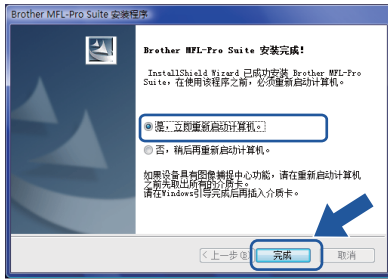 Brother MFL-Pro Suite 安装程序
Brother MFL-Pro Suite 安装完成!
InstallShield Wizard 已成功安装 Brother MFL-Pro
Suite，在使用该程序之前，必须重新启动计算机。
是，立即重新启动计算机。
否，稍后再重新启动计算机。
如果设备具有图像捕捉中心功能，请在重新启动计算机
之前先取出所有的介质卡。
请在Windows引导完成后再插入介质卡。
<上一步(B)
完成
取消